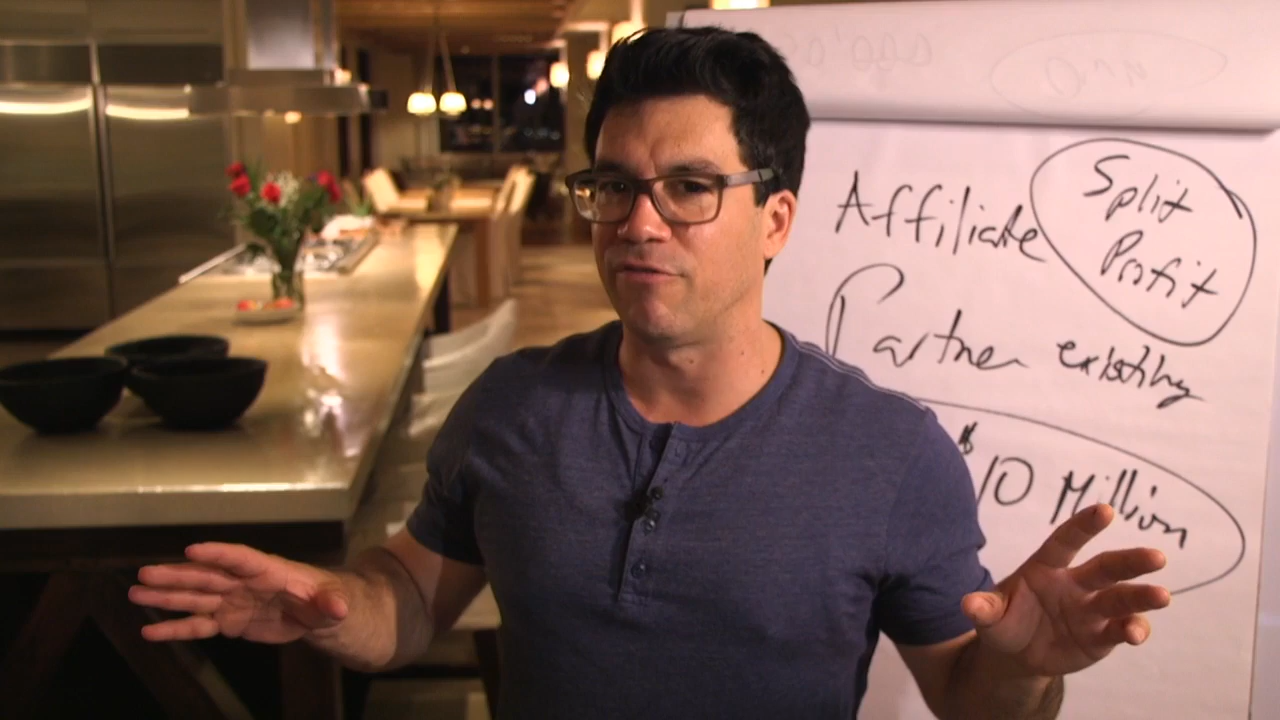 Affiliate
Split
Profit
Partner existing
$10 Million